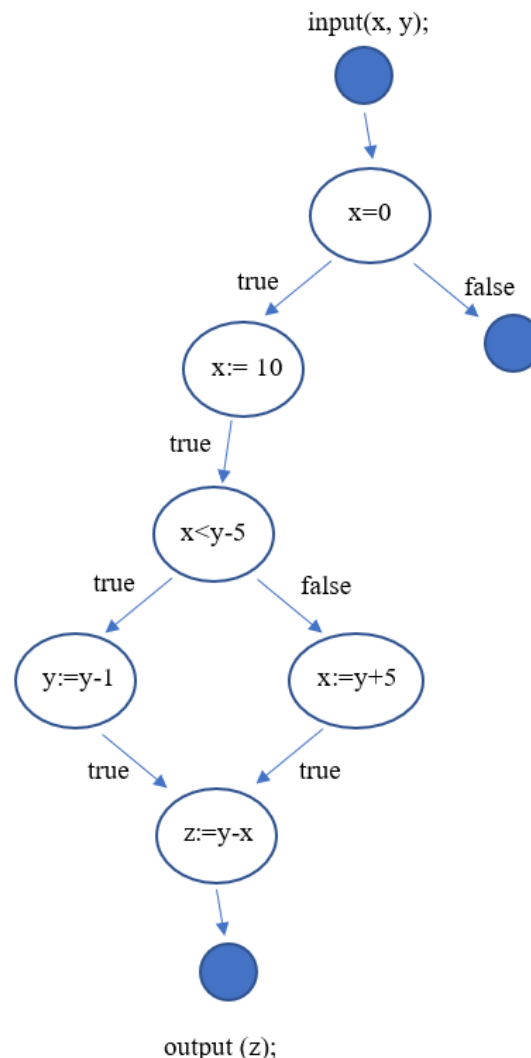 input(x, y);
x=0
true
false
x:= 10
true
x<y-5
true
false
y:=y-1
x:=y+5
true
true
z:=y-x
output (z);